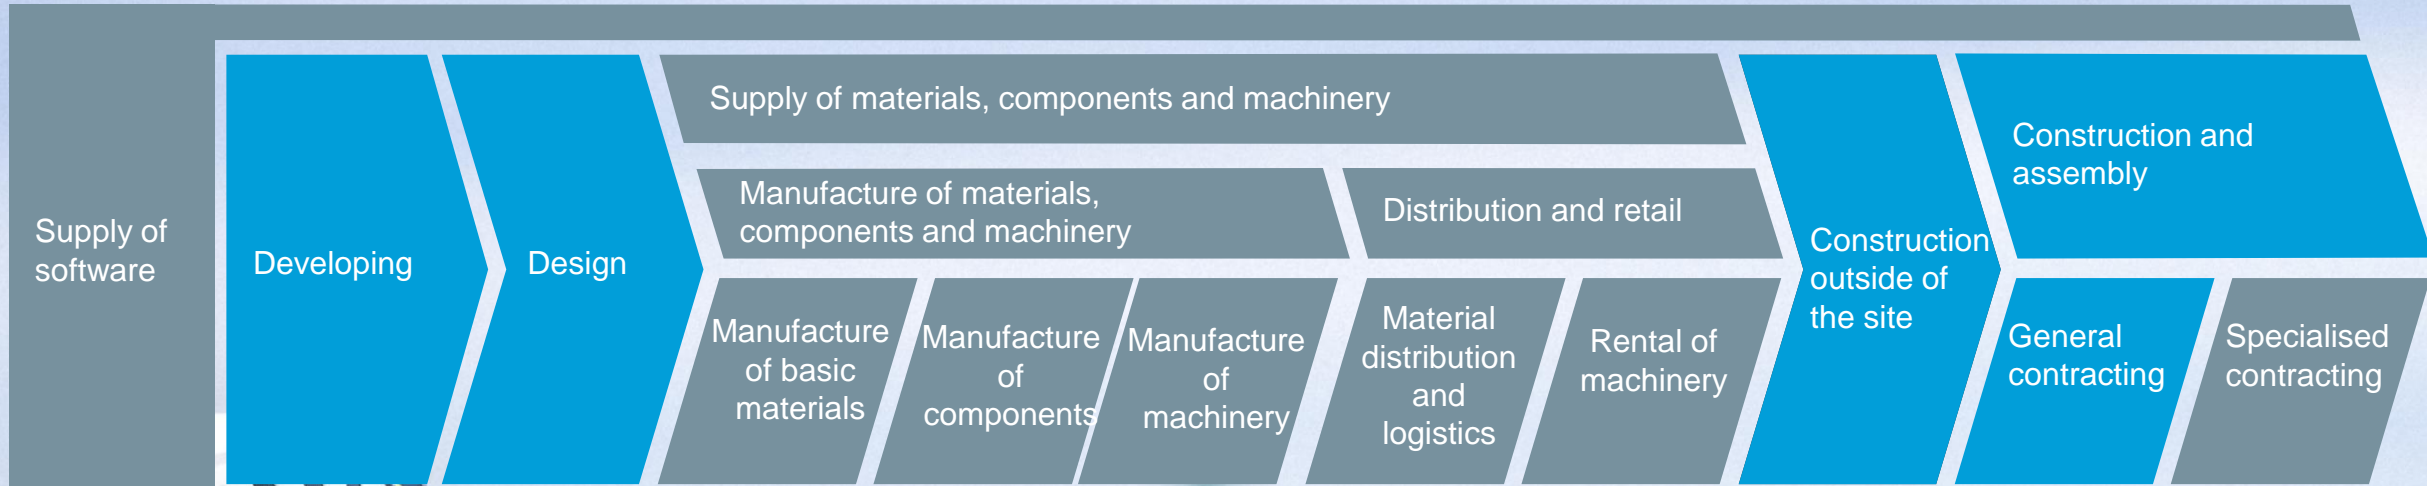 Supply of
software
Developing
Design
Supply of materials, components and machinery
Manufacture of materials,
components and machinery
Distribution and retail
Manufacture
of basic
materials
Manufacture
of
components
Manufacture
of
machinery
Material
distribution
and
logistics
Rental of
machinery
Construction
outside of
the site
Construction and
assembly
General
contracting
Specialised
contracting